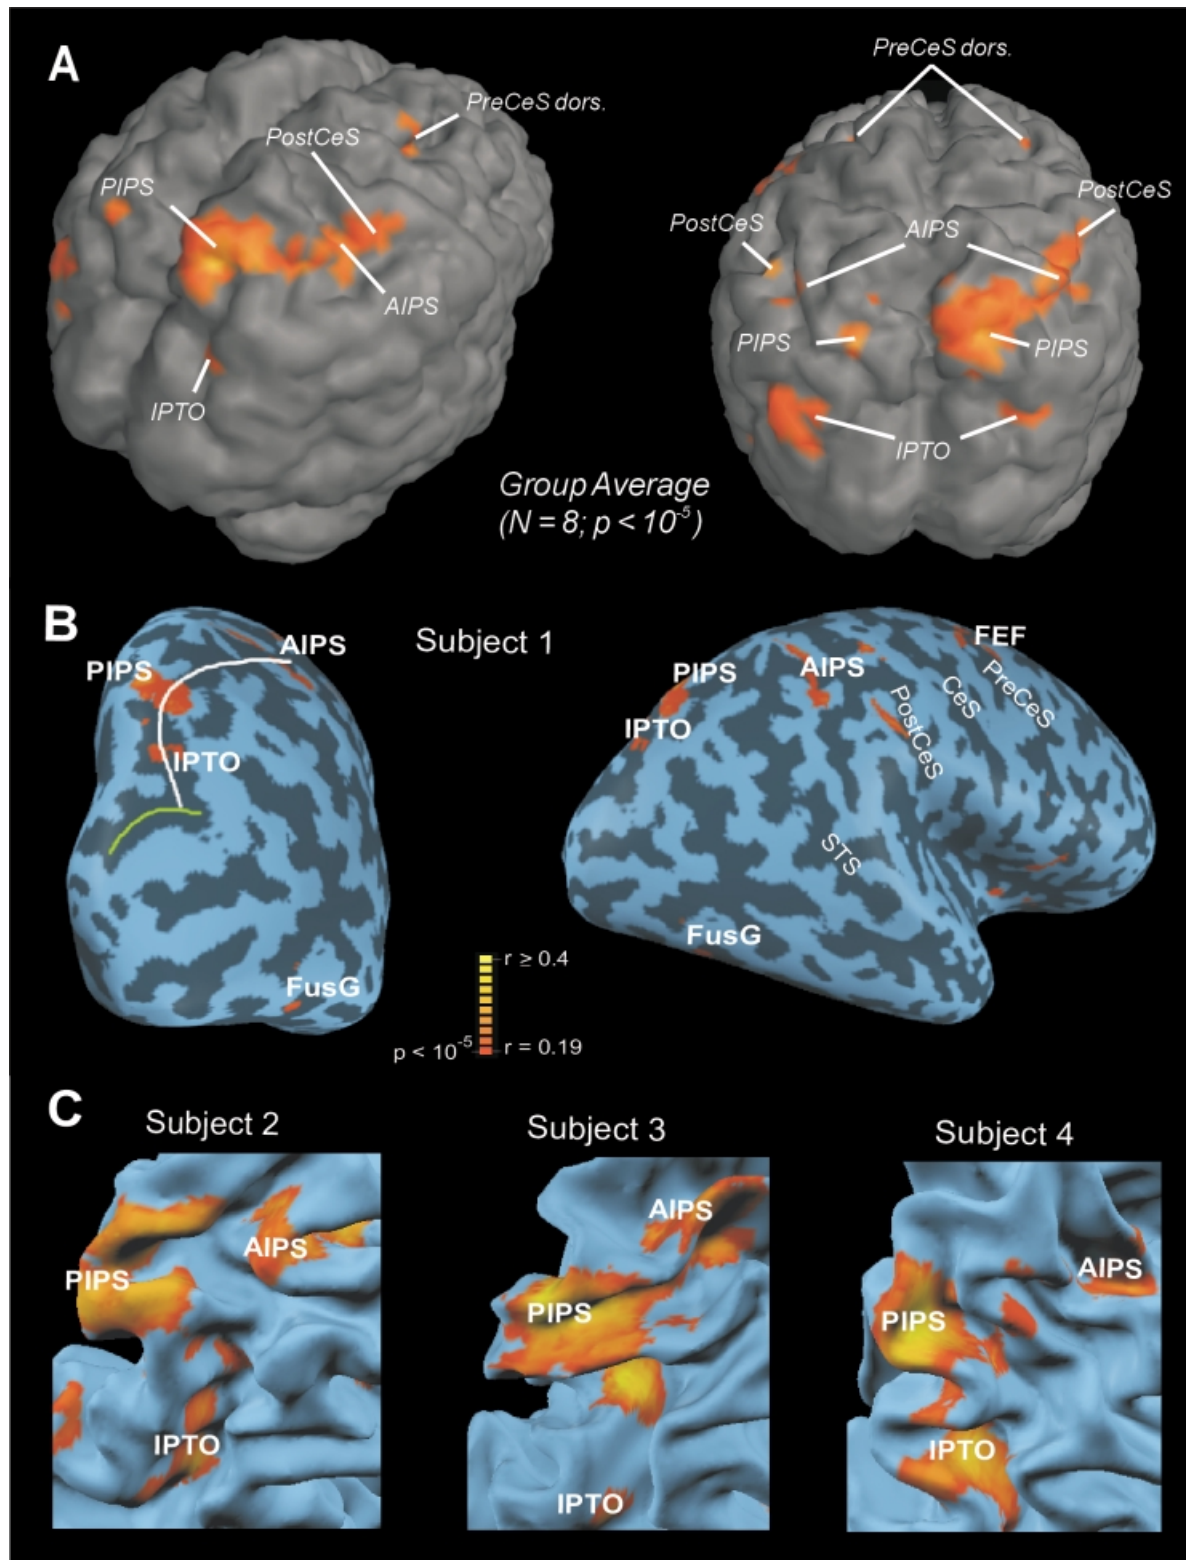 A
PreCeS dors.
PostCeS
PIPS
AIPS
IPTO
PreCeS dors.
PostCeS
PostCeS
AIPS
PIPS
PIPS
IPTO
Group Average
(N = 8; p < 10^-5)
B
Subject 1
PIPS
AIPS
IPTO
FusG
FEF
PIPS
AIPS
PreCeS
CeS
PostCeS
IPTO
STS
FusG
r ≥ 0.4
p < 10^-5
r = 0.19
C
Subject 2
PIPS
AIPS
IPTO
Subject 3
AIPS
PIPS
IPTO
Subject 4
AIPS
PIPS
IPTO